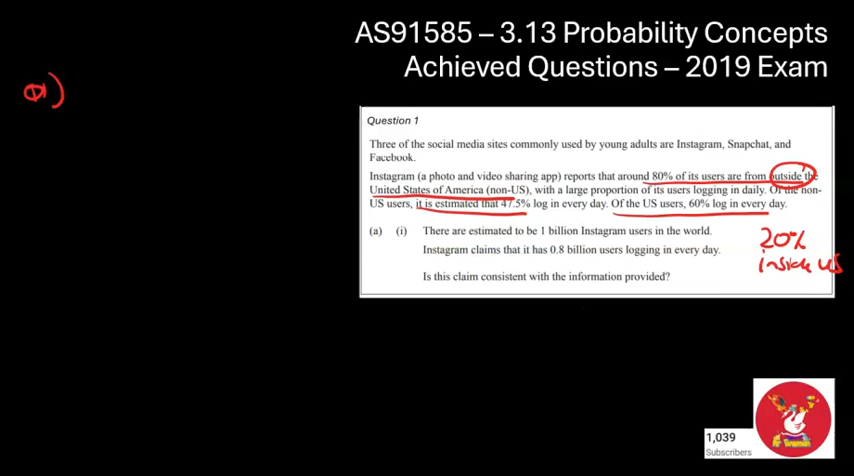 AS91585 – 3.13 Probability Concepts
Achieved Questions – 2019 Exam
a)
Question 1
Three of the social media sites commonly used by young adults are Instagram, Snapchat, and
Facebook.
Instagram (a photo and video sharing app) reports that around 80% of its users are from outside the
United States of America (non-US), with a large proportion of its users logging in daily. Of the non-
US users, it is estimated that 47.5% log in every day. Of the US users, 60% log in every day.
(a) (i) There are estimated to be 1 billion Instagram users in the world.
Instagram claims that it has 0.8 billion users logging in every day.
Is this claim consistent with the information provided?
20%
inside US
1,039
Subscribers